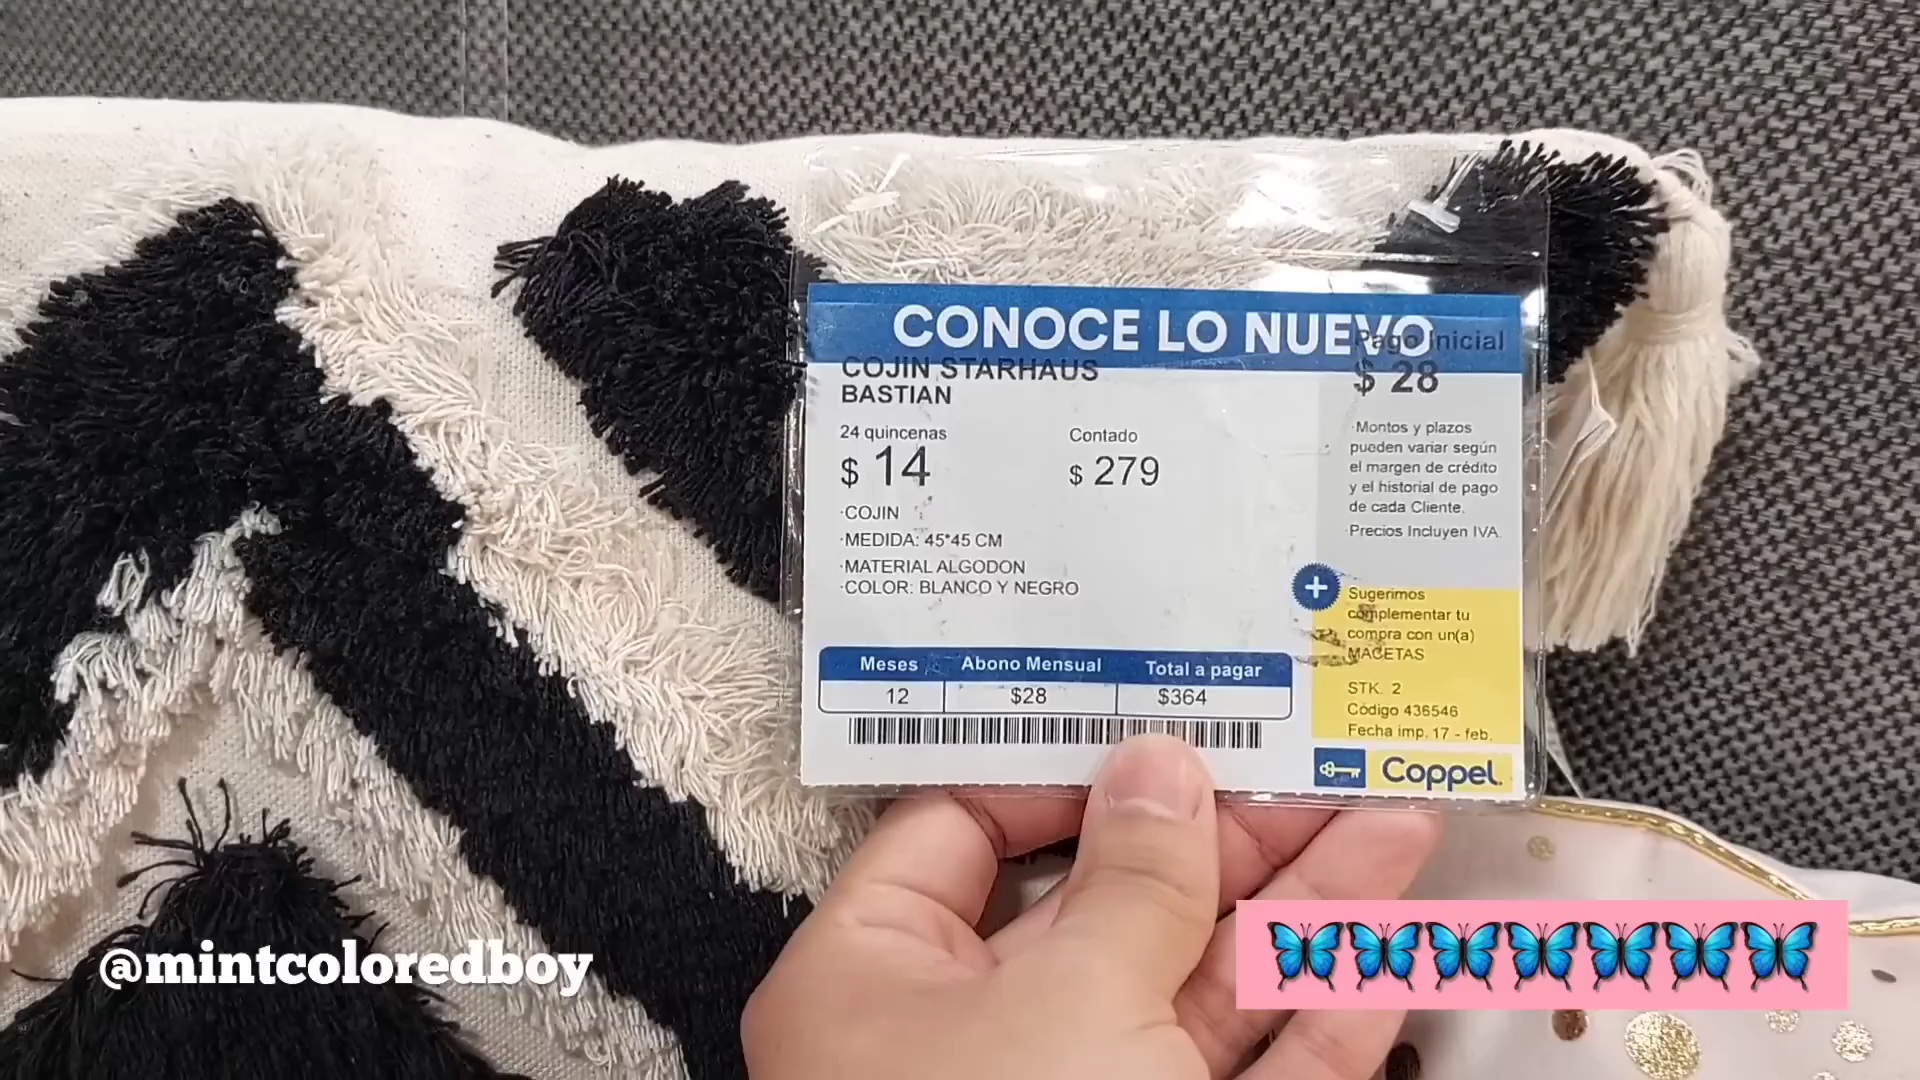 CONOCE LO NUEVO
COJIN STARHAUS
BASTIAN
Pago Inicial
$ 28
24 quincenas
$ 14
Contado
$ 279
·COJIN
·MEDIDA: 45*45 CM
·MATERIAL ALGODON
·COLOR: BLANCO Y NEGRO
·Montos y plazos
pueden variar según
el margen de crédito
y el historial de pago
de cada Cliente.
·Precios Incluyen IVA.
+
Sugerimos
complementar tu
compra con un(a)
MACETAS
STK. 2
Código 436546
Fecha imp. 17 - feb.
Meses Abono Mensual Total a pagar
12 $28 $364
Coppel.
@mintcoloredboy